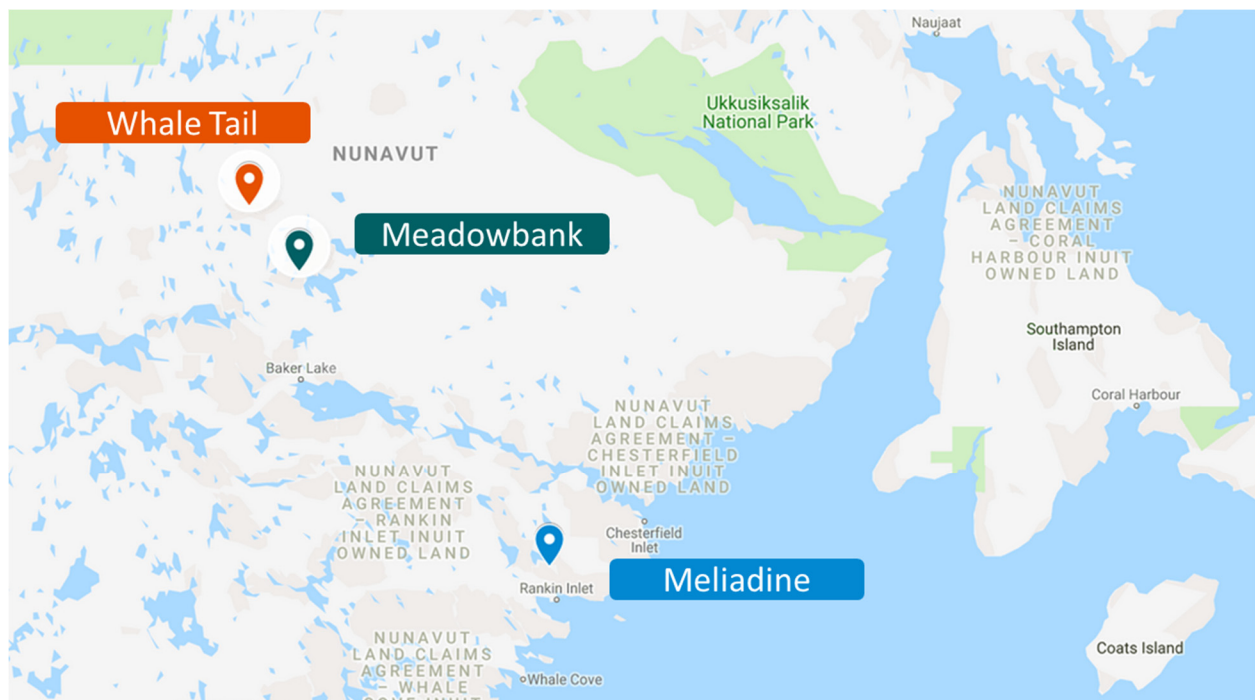 Naujaat
Ukkusiksalik
National Park
Whale Tail
NUNAVUT
NUNAVUT
LAND CLAIMS
AGREEMENT
– CORAL
HARBOUR INUIT
OWNED LAND
Meadowbank
Southampton
Island
Baker Lake
Coral Harbour
NUNAVUT
LAND CLAIMS
AGREEMENT –
CHESTERFIELD
INLET INUIT
OWNED LAND
NUNAVUT
LAND CLAIMS
AGREEMENT
– RANKIN
INLET INUIT
OWNED LAND
Chesterfield
Inlet
Meliadine
Rankin Inlet
NUNAVUT
LAND CLAIMS
AGREEMENT
– WHALE
COVE INUIT
Whale Cove
Coats Island